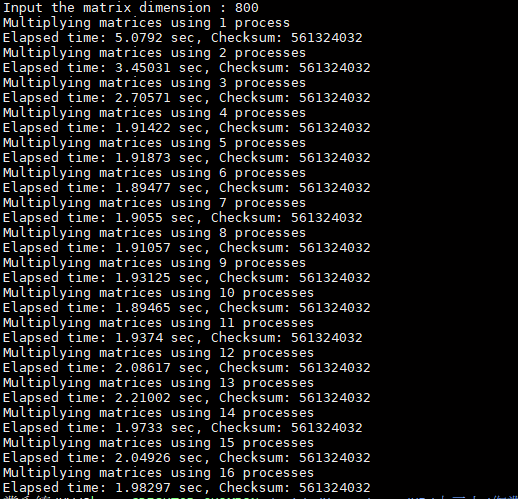 Input the matrix dimension : 800
Multiplying matrices using 1 process
Elapsed time: 5.0792 sec, Checksum: 561324032
Multiplying matrices using 2 processes
Elapsed time: 3.45031 sec, Checksum: 561324032
Multiplying matrices using 3 processes
Elapsed time: 2.70571 sec, Checksum: 561324032
Multiplying matrices using 4 processes
Elapsed time: 1.91422 sec, Checksum: 561324032
Multiplying matrices using 5 processes
Elapsed time: 1.91873 sec, Checksum: 561324032
Multiplying matrices using 6 processes
Elapsed time: 1.89477 sec, Checksum: 561324032
Multiplying matrices using 7 processes
Elapsed time: 1.9055 sec, Checksum: 561324032
Multiplying matrices using 8 processes
Elapsed time: 1.91057 sec, Checksum: 561324032
Multiplying matrices using 9 processes
Elapsed time: 1.93125 sec, Checksum: 561324032
Multiplying matrices using 10 processes
Elapsed time: 1.89465 sec, Checksum: 561324032
Multiplying matrices using 11 processes
Elapsed time: 1.9374 sec, Checksum: 561324032
Multiplying matrices using 12 processes
Elapsed time: 2.08617 sec, Checksum: 561324032
Multiplying matrices using 13 processes
Elapsed time: 2.21002 sec, Checksum: 561324032
Multiplying matrices using 14 processes
Elapsed time: 1.9733 sec, Checksum: 561324032
Multiplying matrices using 15 processes
Elapsed time: 2.04926 sec, Checksum: 561324032
Multiplying matrices using 16 processes
Elapsed time: 1.98297 sec, Checksum: 561324032